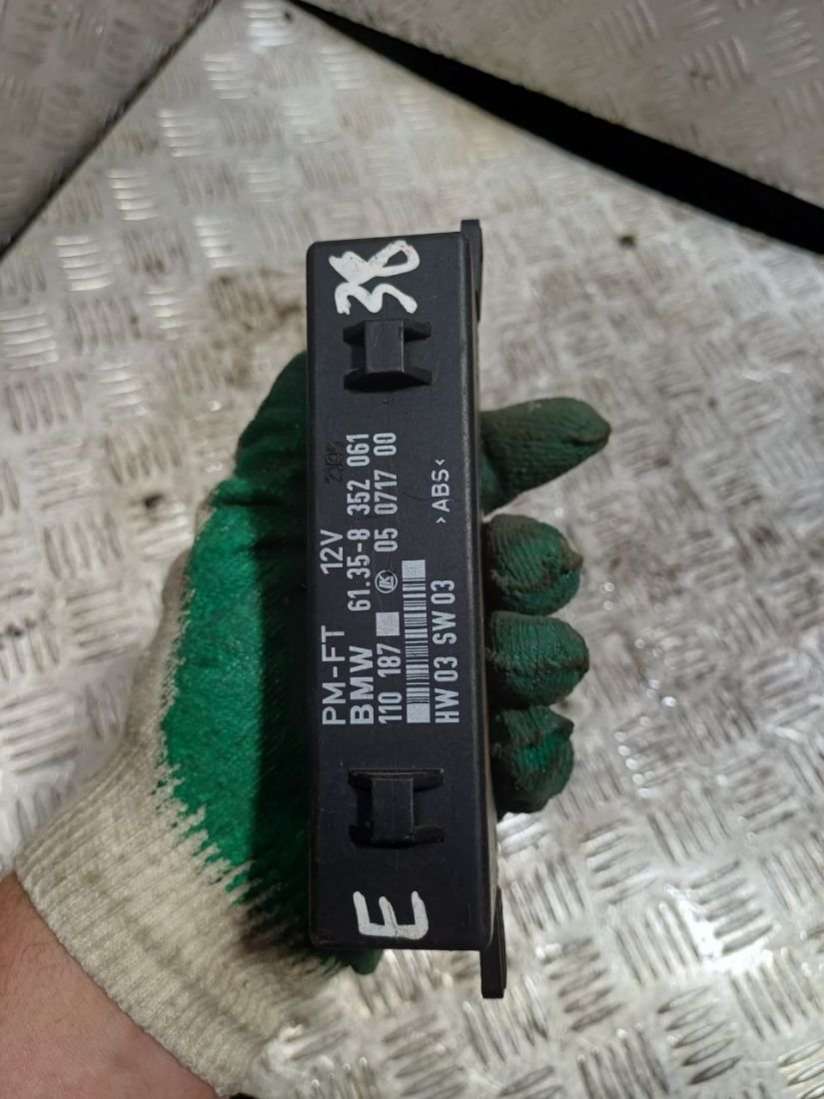 E 38
PM-FT 12V
BMW 61.35-8 352 061
110 187 05 0717 00
HW 03 SW 03
>ABS<